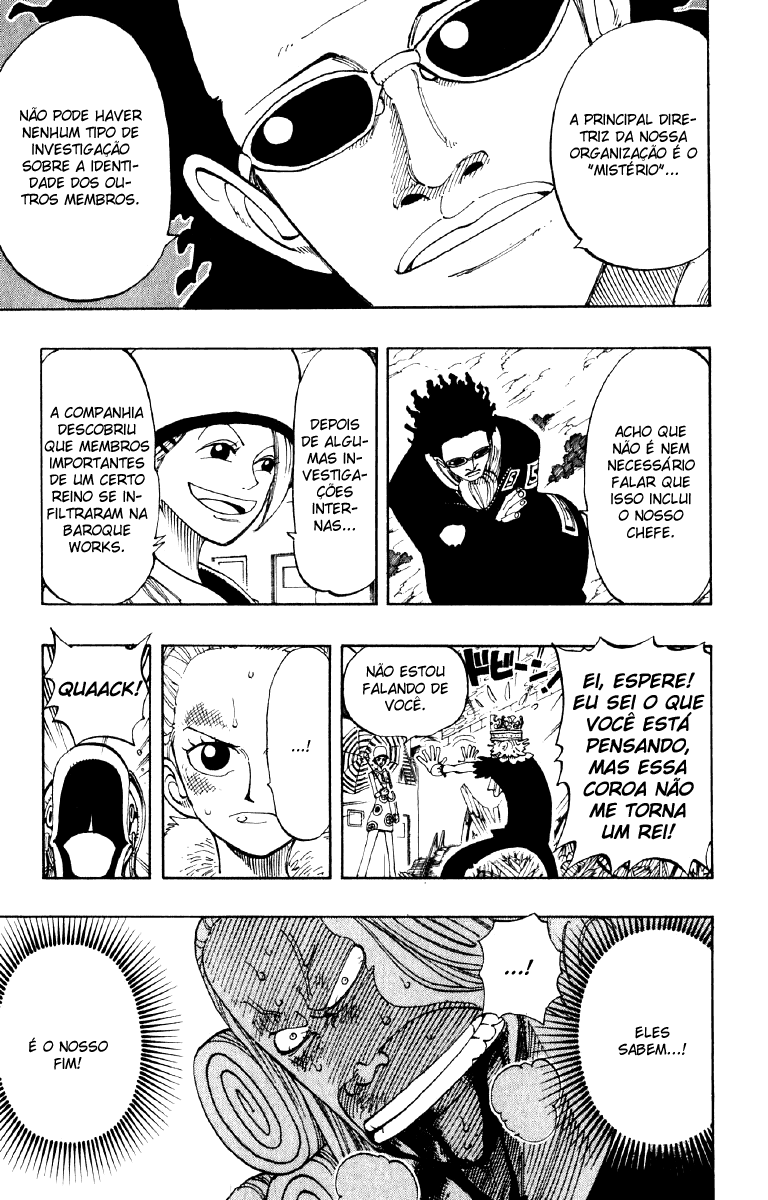 A PRINCIPAL DIRE-
TRIZ DA NOSSA
ORGANIZAÇÃO É O
"MISTÉRIO"...
NÃO PODE HAVER
NENHUM TIPO DE
INVESTIGAÇÃO
SOBRE A IDENTI-
DADE DOS OU-
TROS MEMBROS.
ACHO QUE
NÃO É NEM
NECESSÁRIO
FALAR QUE
ISSO INCLUI
O NOSSO
CHEFE.
DEPOIS
DE ALGU-
MAS IN-
VESTIGA-
ÇÕES
INTER-
NAS...
A COMPANHIA
DESCOBRIU
QUE MEMBROS
IMPORTANTES
DE UM CERTO
REINO SE IN-
FILTRARAM NA
BAROQUE
WORKS.
EI, ESPERE!
EU SEI O QUE
VOCÊ ESTÁ
PENSANDO,
MAS ESSA
COROA NÃO
ME TORNA
UM REI!
ドドーン!
NÃO ESTOU
FALANDO DE
VOCÊ.
...!
QUAACK!
ELES
SABEM...!
...!
É O NOSSO
FIM!